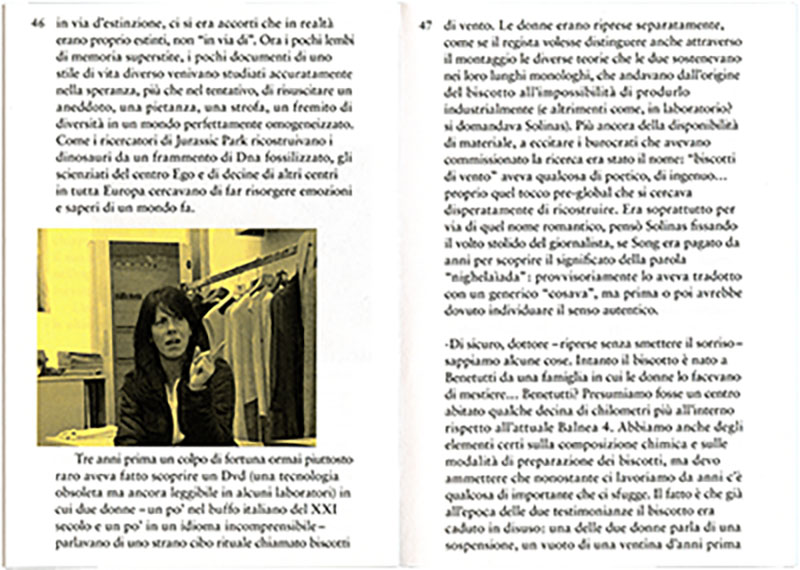 46
in via d'estinzione, ci si era accorti che in realtà
erano proprio estinti, non "in via di". Ora i pochi lembi
di memoria superstite, i pochi documenti di uno
stile di vita diverso venivano studiati accuratamente
nella speranza, più che nel tentativo, di risuscitare un
aneddoto, una pietanza, una strofa, un fremito di
diversità in un mondo perfettamente omogeneizzato.
Come i ricercatori di Jurassic Park ricostruivano i
dinosauri da un frammento di Dna fossilizzato, gli
scienziati del centro Ego e di decine di altri centri
in tutta Europa cercavano di far risorgere emozioni
e saperi di un mondo fa.
Tre anni prima un colpo di fortuna ormai piuttosto
raro aveva fatto scoprire un Dvd (una tecnologia
obsoleta ma ancora leggibile in alcuni laboratori) in
cui due donne – un po' nel buffo italiano del XXI
secolo e un po' in un idioma incomprensibile –
parlavano di uno strano cibo rituale chiamato biscotti
47
di vento. Le donne erano riprese separatamente,
come se il regista volesse distinguere anche attraverso
il montaggio le diverse teorie che le due sostenevano
nei loro lunghi monologhi, che andavano dall'origine
del biscotto all'impossibilità di produrlo
industrialmente (e altrimenti come, in laboratorio?
si domandava Solinas). Più ancora della disponibilità
di materiale, a eccitare i burocrati che avevano
commissionato la ricerca era stato il nome: "biscotti
di vento" aveva qualcosa di poetico, di ingenuo...
proprio quel tocco pre-global che si cercava
disperatamente di ricostruire. Era soprattutto per
via di quel nome romantico, pensò Solinas fissando
il volto stolido del giornalista, se Song era pagato da
anni per scoprire il significato della parola
"nighelaìada": provvisoriamente lo aveva tradotto
con un generico "cosava", ma prima o poi avrebbe
dovuto individuare il senso autentico.
-Di sicuro, dottore – riprese senza smettere il sorriso –
sappiamo alcune cose. Intanto il biscotto è nato a
Benetutti da una famiglia in cui le donne lo facevano
di mestiere... Benetutti? Presumiamo fosse un centro
abitato qualche decina di chilometri più all'interno
rispetto all'attuale Balnea 4. Abbiamo anche degli
elementi certi sulla composizione chimica e sulle
modalità di preparazione dei biscotti, ma devo
ammettere che nonostante ci lavoriamo da anni c'è
qualcosa di importante che ci sfugge. Il fatto è che già
all'epoca delle due testimonianze il biscotto era
caduto in disuso: una delle due donne parla di una
sospensione, un vuoto di una ventina d'anni prima